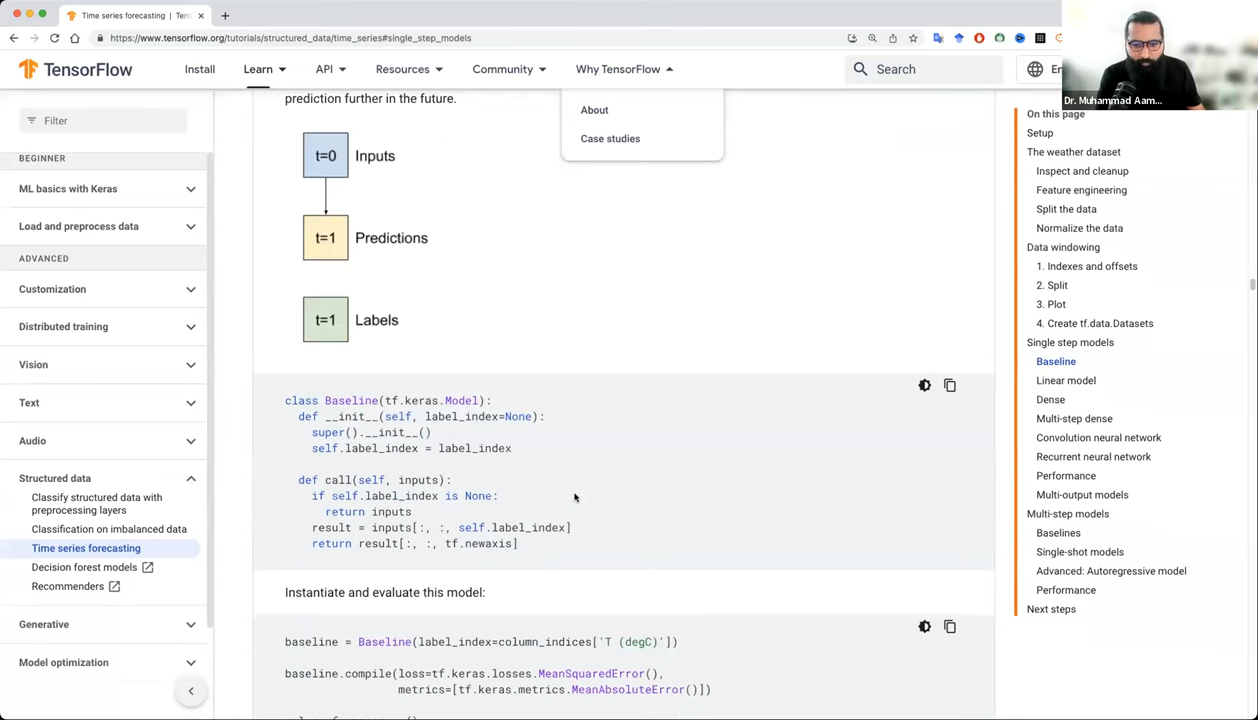 Time series forecasting | Ten
https://www.tensorflow.org/tutorials/structured_data/time_series#single_step_models
TensorFlow
Install
Learn
API
Resources
Community
Why TensorFlow
Search
En
Dr. Muhammad Aam...
About
Case studies
Filter
BEGINNER
ML basics with Keras
Load and preprocess data
ADVANCED
Customization
Distributed training
Vision
Text
Audio
Structured data
Classify structured data with
preprocessing layers
Classification on imbalanced data
Time series forecasting
Decision forest models
Recommenders
Generative
Model optimization
prediction further in the future.
t=0 Inputs
t=1 Predictions
t=1 Labels
class Baseline(tf.keras.Model):
def __init__(self, label_index=None):
super().__init__()
self.label_index = label_index
def call(self, inputs):
if self.label_index is None:
return inputs
result = inputs[:, :, self.label_index]
return result[:, :, tf.newaxis]
Instantiate and evaluate this model:
baseline = Baseline(label_index=column_indices['T (degC)'])
baseline.compile(loss=tf.keras.losses.MeanSquaredError(),
metrics=[tf.keras.metrics.MeanAbsoluteError()])
On this page
Setup
The weather dataset
Inspect and cleanup
Feature engineering
Split the data
Normalize the data
Data windowing
1. Indexes and offsets
2. Split
3. Plot
4. Create tf.data.Datasets
Single step models
Baseline
Linear model
Dense
Multi-step dense
Convolution neural network
Recurrent neural network
Performance
Multi-output models
Multi-step models
Baselines
Single-shot models
Advanced: Autoregressive model
Performance
Next steps